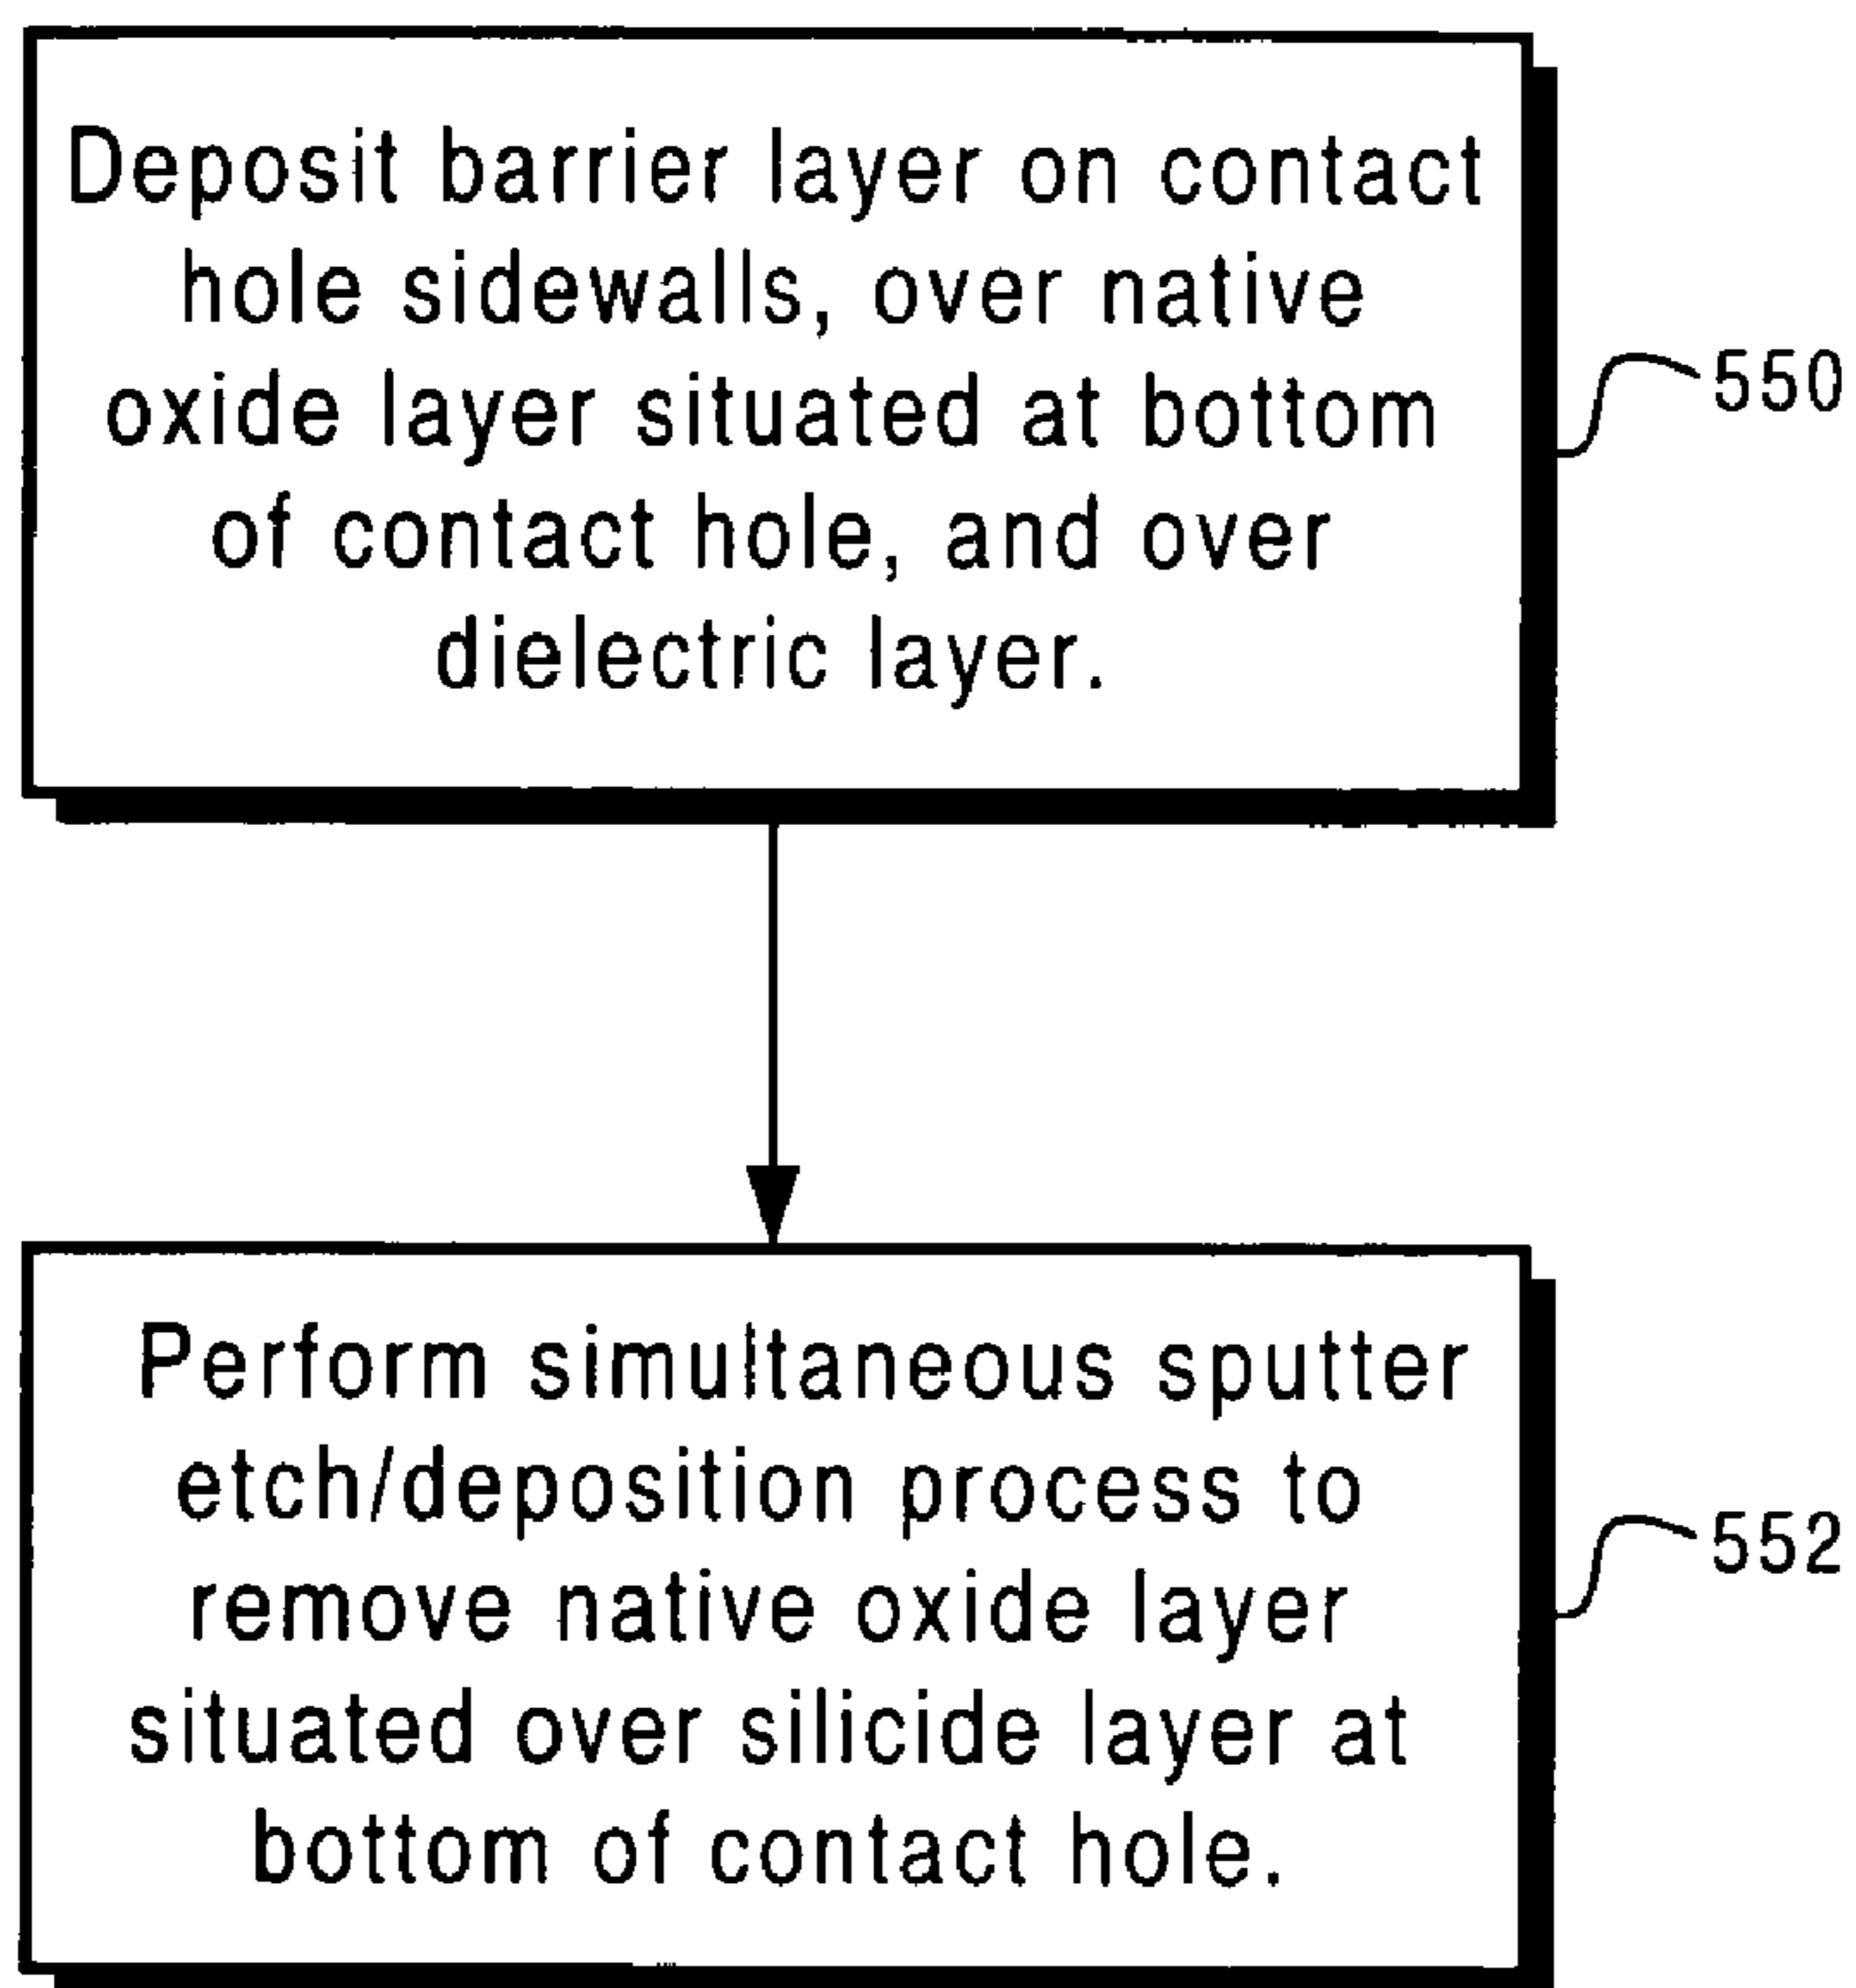 Deposit barrier layer on contact
hole sidewalls, over native
oxide layer situated at bottom
of contact hole, and over
dielectric layer.
550
Perform simultaneous sputter
etch/deposition process to
remove native oxide layer
situated over silicide layer at
bottom of contact hole.
552